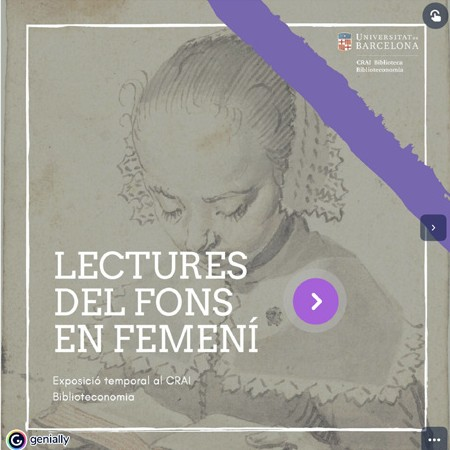 UNIVERSITAT DE
BARCELONA
CRAI Biblioteca
Biblioteconomia
LECTURES
DEL FONS
EN FEMENÍ
Exposició temporal al CRAI
Biblioteconomia
genially